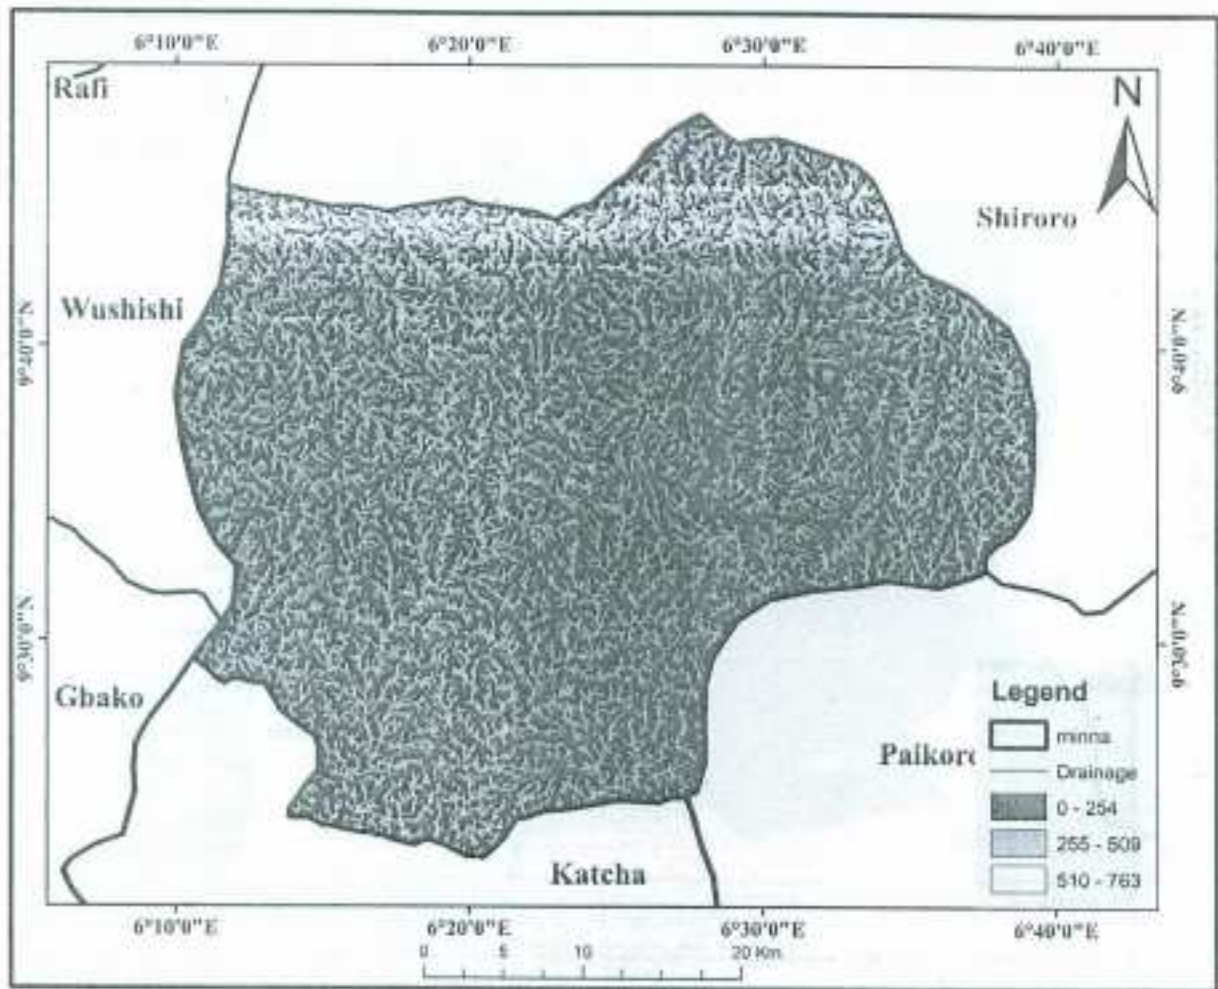 6°10'0"E 6°20'0"E 6°30'0"E 6°40'0"E
Rafi
N
Shiroro
Wushishi
9°40'0"N 9°40'0"N
9°30'0"N 9°30'0"N
Gbako
Legend
minna
Paikoro
Drainage
0 - 254
255 - 509
510 - 763
Katcha
6°10'0"E 6°20'0"E 6°30'0"E 6°40'0"E
0 5 10 20 Km